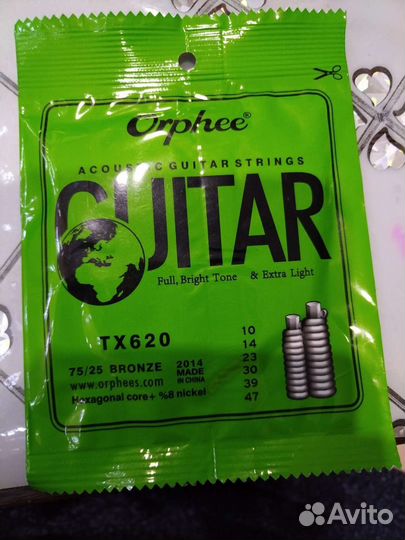 Orphee®
ACOUSTIC GUITAR STRINGS
GUITAR
Full, Bright Tone & Extra Light
TX620
75/25 BRONZE
www.orphees.com
2014
MADE
IN CHINA
Hexagonal core+ %8 nickel
10
14
23
30
39
47
Avito